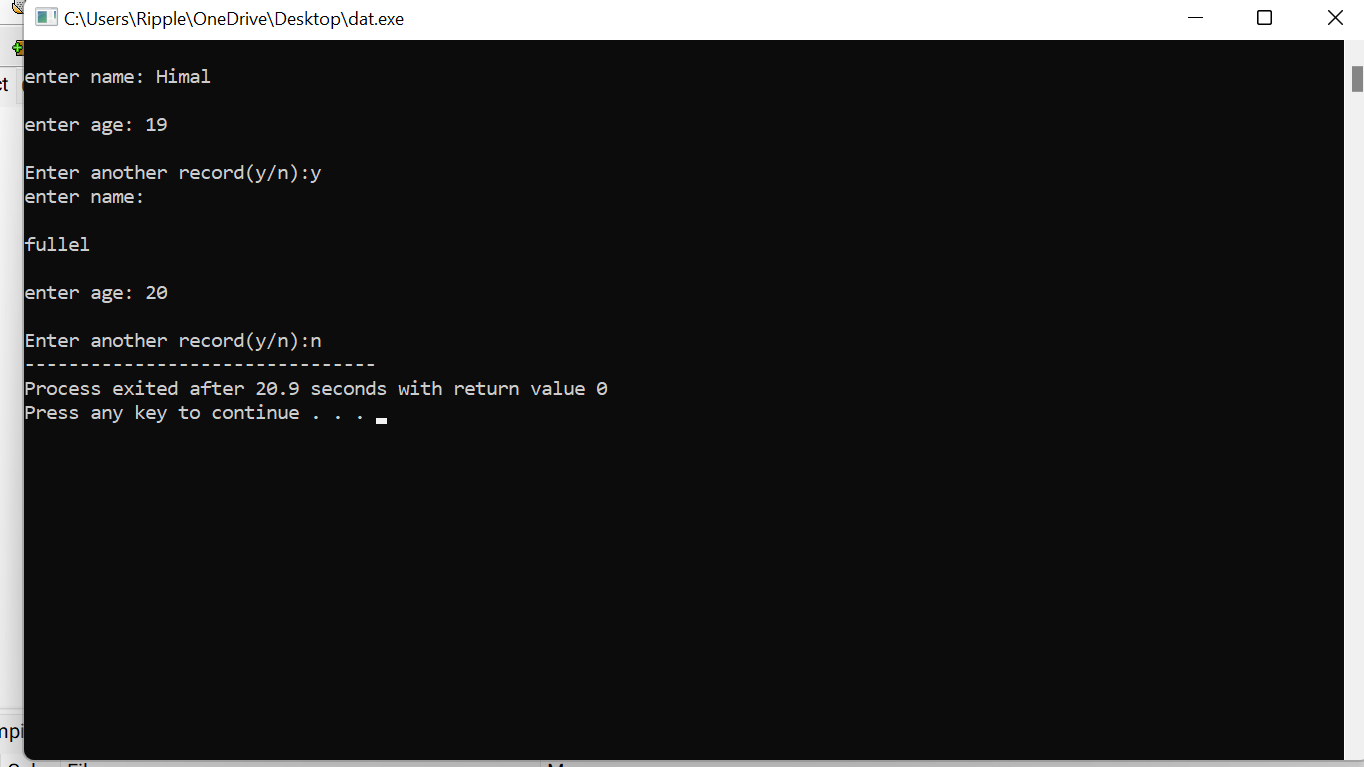 C:\Users\Ripple\OneDrive\Desktop\dat.exe
enter name: Himal
enter age: 19
Enter another record(y/n):y
enter name:
fullel
enter age: 20
Enter another record(y/n):n
--------------------------------
Process exited after 20.9 seconds with return value 0
Press any key to continue . . .